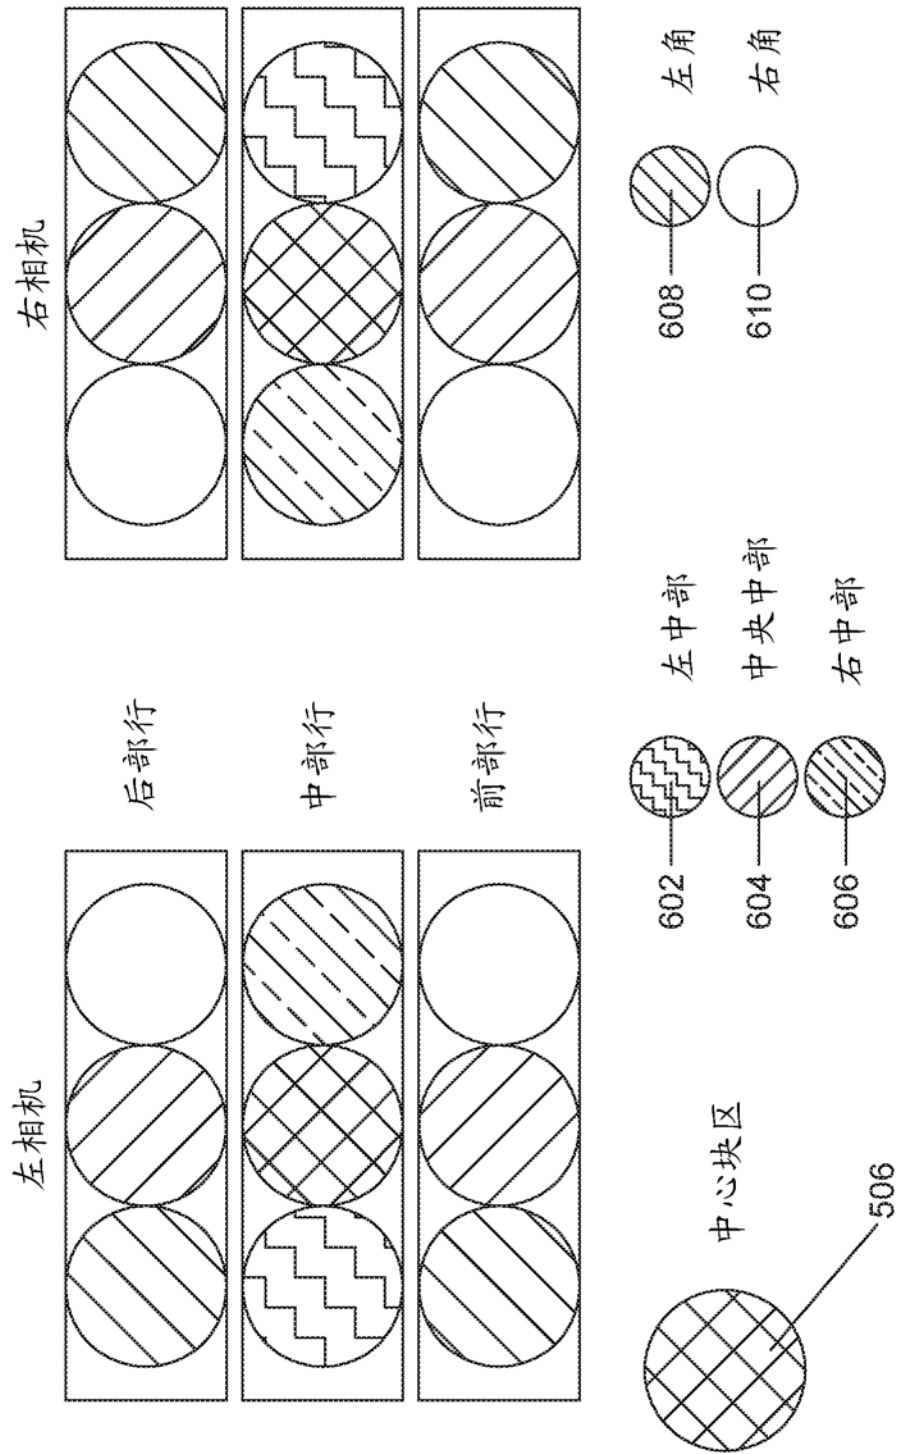 左相机
右相机
后部行
中部行
前部行
中心块区
506
602 左中部
604 中央中部
606 右中部
608 左角
610 右角